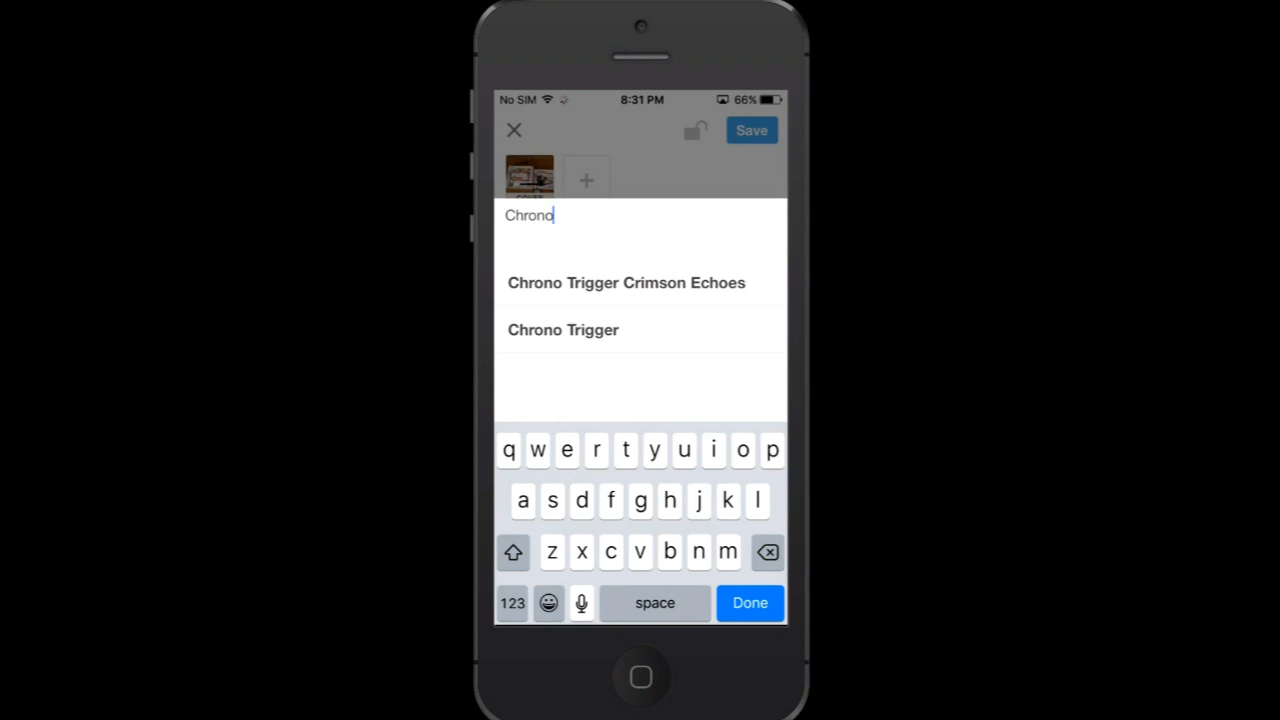 No SIM 8:31 PM 66%
Save
+
Chrono
Chrono Trigger Crimson Echoes
Chrono Trigger
q w e r t y u i o p
a s d f g h j k l
z x c v b n m
123 space Done